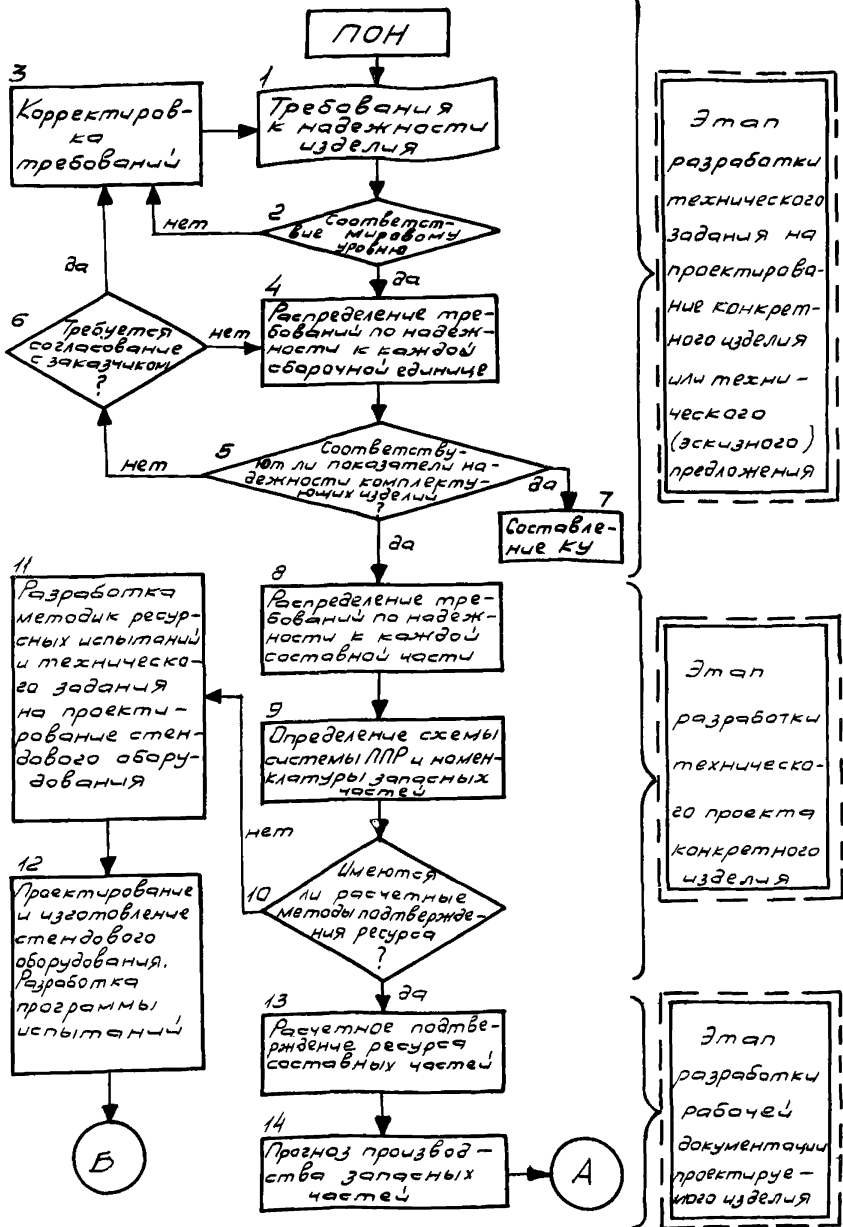 ПОН
3
Корректиров-
ка
требований
1
Требования
к надежности
изделия
2
Соответст-
вие мировому
уровню
нет
да
да
4
Распределение тре-
бований по надеж-
ности к каждой
сборочной единице
6
Требуется
согласование
с заказчиком
?
нет
5
Соответству-
ют ли показатели на-
дежности комплекту-
ющих изделий
?
нет
да
7
Составле-
ние КУ
да
8
Распределение тре-
бований по надеж-
ности к каждой
составной части
11
Разработка
методик ресур-
сных испытаний
и техническо-
го задания
на проекти-
рование стен-
дового обору-
дования
9
Определение схемы
системы ППР и номен-
клатуры запасных
частей
нет
10
Имеются
ли расчетные
методы подтвержде-
ния ресурса
?
12
Проектирование
и изготовление
стендового
оборудования.
Разработка
программы
испытаний
да
13
Расчетное подтве-
рждение ресурса
составных частей
14
Прогноз производ-
ства запасных
частей
Б
А
Этап
разработки
технического
задания на
проектирова-
ние конкрет-
ного изделия
или техни-
ческого
(эскизного)
предложения
Этап
разработки
техническо-
го проекта
конкретного
изделия
Этап
разработки
рабочей
документации
проектируе-
мого изделия